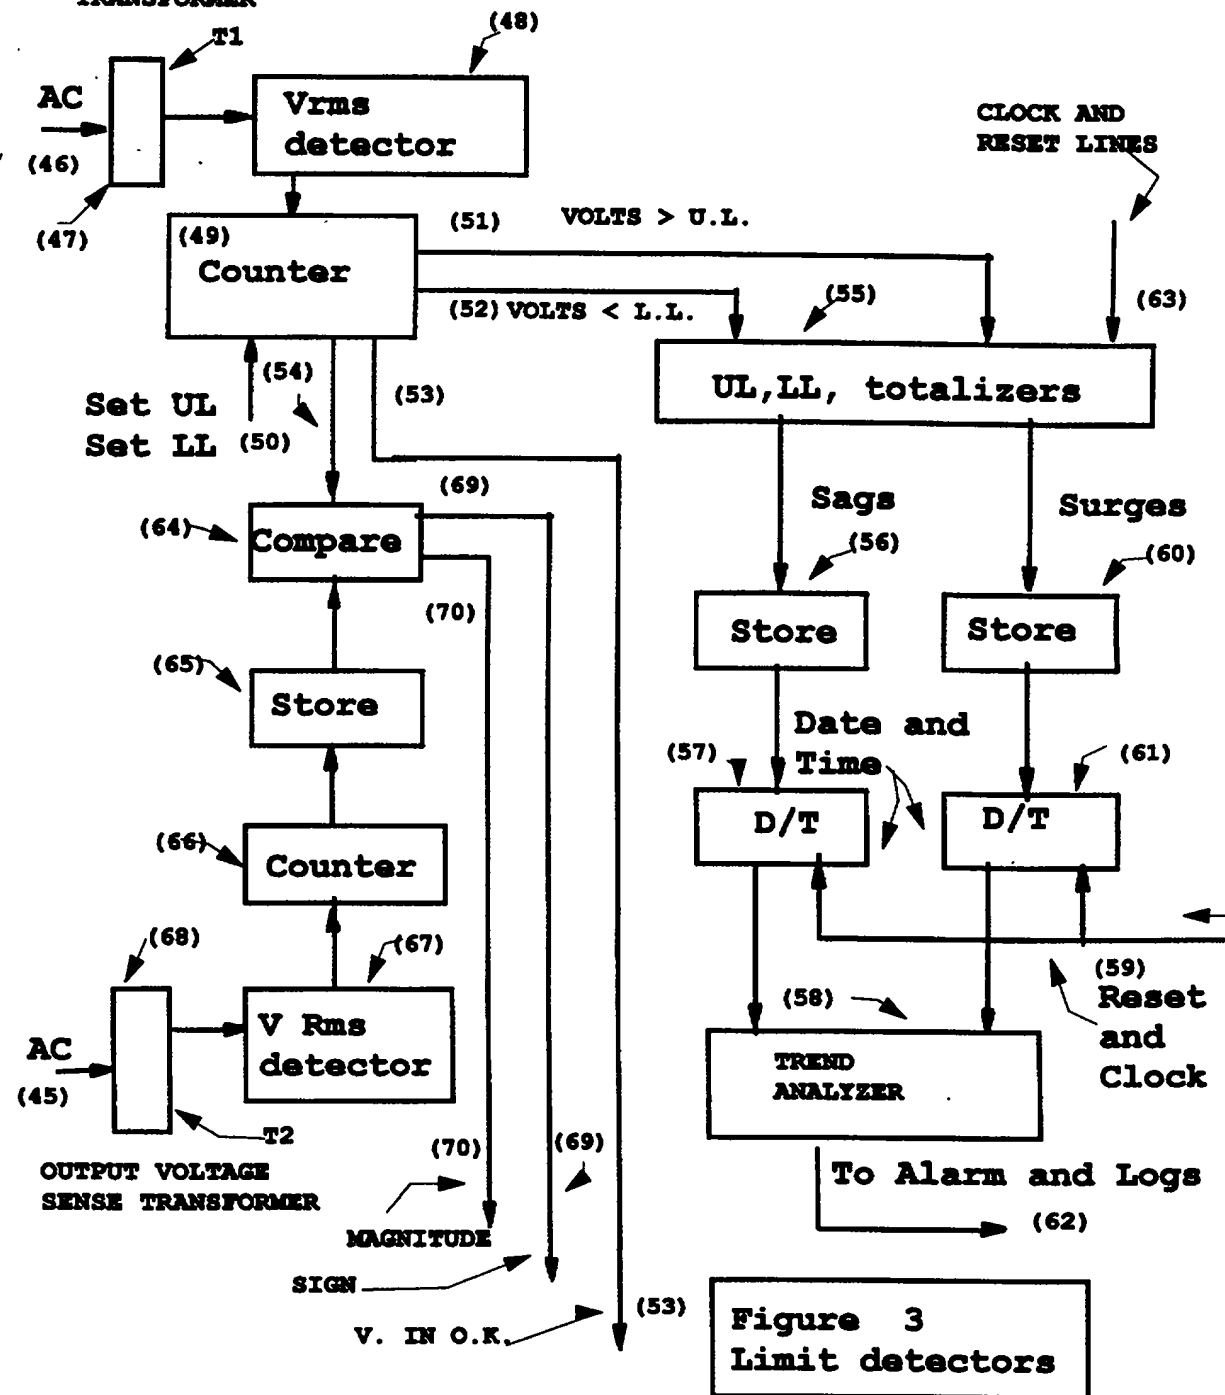 TRANSFORMER
T1
(48)
AC
(46)
(47)
Vrms
detector
CLOCK AND
RESET LINES
(63)
(49)
Counter
(51) VOLTS > U.L.
(52) VOLTS < L.L.
(55)
UL,LL, totalizers
Set UL
Set LL
(50)
(54)
(53)
(69)
(64)
Compare
(70)
Sags
(56)
Surges
(60)
Store
Store
(65)
Store
Date and
Time
(57)
D/T
(61)
D/T
(66)
Counter
(68)
(67)
V Rms
detector
AC
(45)
T2
OUTPUT VOLTAGE
SENSE TRANSFORMER
(59)
Reset
and
Clock
(58)
TREND
ANALYZER
(70)
(69)
MAGNITUDE
SIGN
V. IN O.K.
(53)
To Alarm and Logs
(62)
Figure 3
Limit detectors